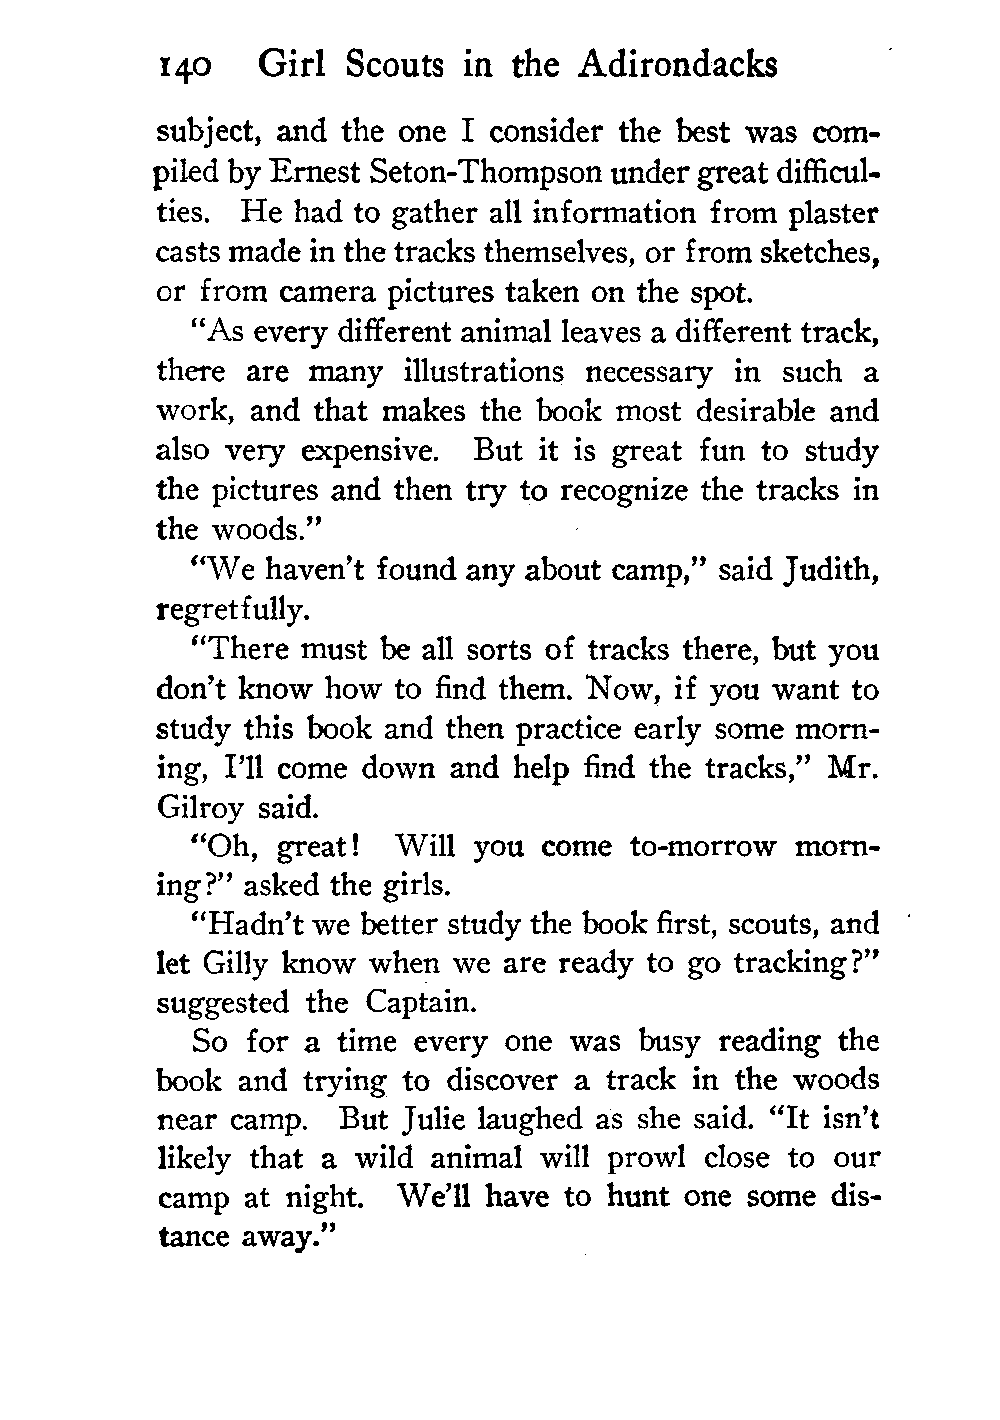 140 Girl Scouts in the Adirondacks
subject, and the one I consider the best was com-
piled by Ernest Seton-Thompson under great difficul-
ties. He had to gather all information from plaster
casts made in the tracks themselves, or from sketches,
or from camera pictures taken on the spot.
"As every different animal leaves a different track,
there are many illustrations necessary in such a
work, and that makes the book most desirable and
also very expensive. But it is great fun to study
the pictures and then try to recognize the tracks in
the woods."
"We haven't found any about camp," said Judith,
regretfully.
"There must be all sorts of tracks there, but you
don't know how to find them. Now, if you want to
study this book and then practice early some morn-
ing, I'll come down and help find the tracks," Mr.
Gilroy said.
"Oh, great! Will you come to-morrow morn-
ing?" asked the girls.
"Hadn't we better study the book first, scouts, and
let Gilly know when we are ready to go tracking?"
suggested the Captain.
So for a time every one was busy reading the
book and trying to discover a track in the woods
near camp. But Julie laughed as she said. "It isn't
likely that a wild animal will prowl close to our
camp at night. We'll have to hunt one some dis-
tance away."